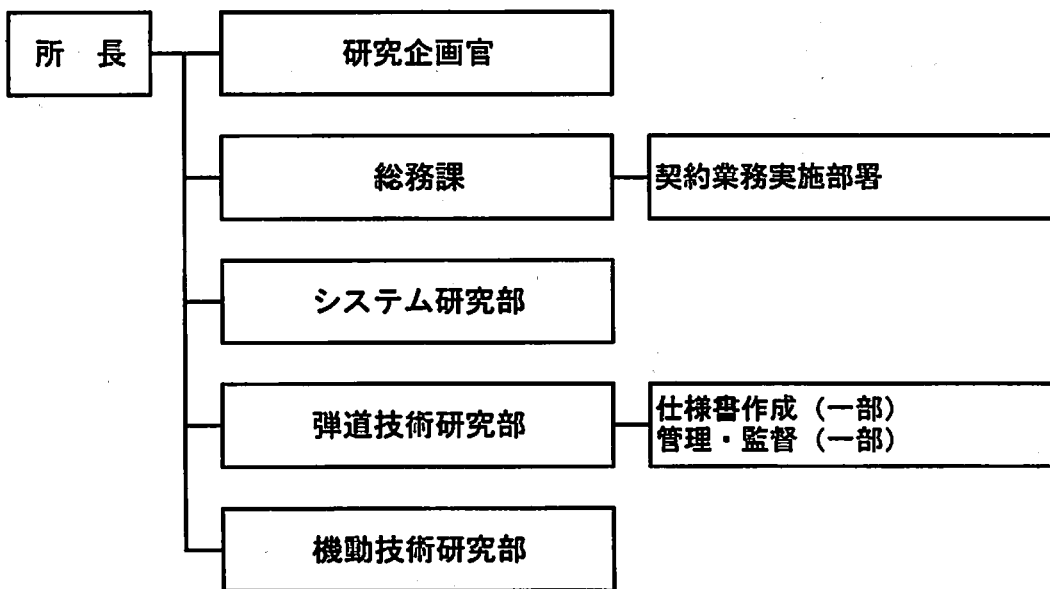 所 長
研究企画官
総務課
契約業務実施部署
システム研究部
弾道技術研究部
仕様書作成（一部）
管理・監督（一部）
機動技術研究部